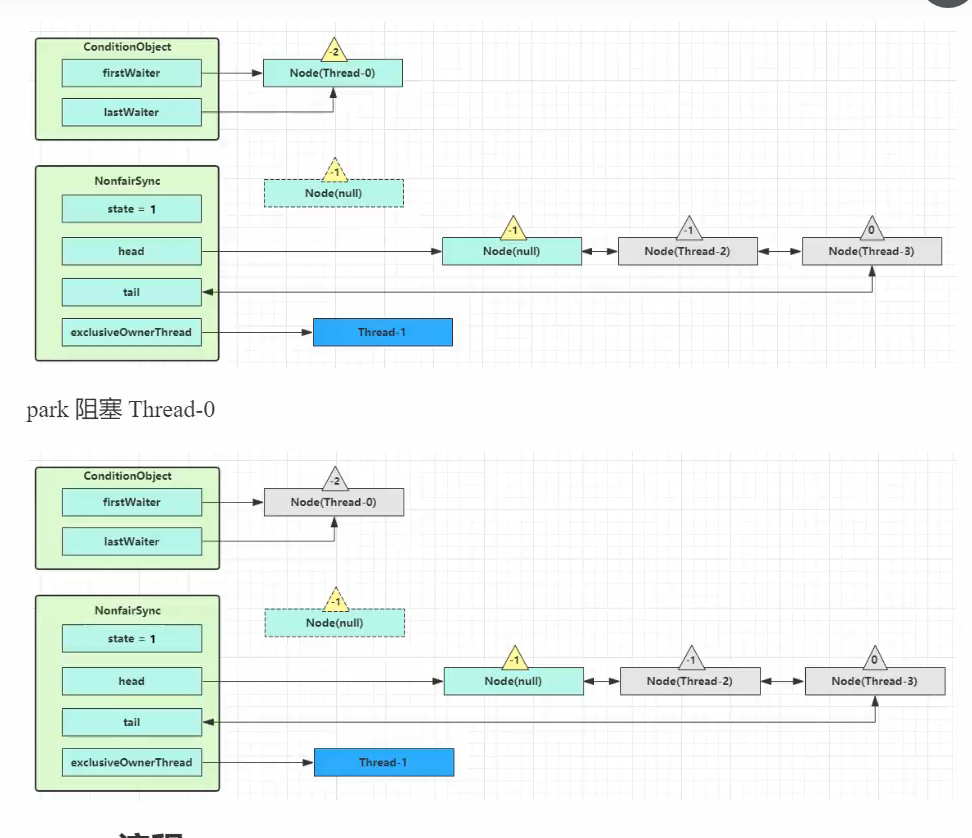 ConditionObject
-2
firstWaiter
Node(Thread-0)
lastWaiter
-1
NonfairSync
Node(null)
state = 1
-1
-1
0
head
Node(null)
Node(Thread-2)
Node(Thread-3)
tail
exclusiveOwnerThread
Thread-1
park 阻塞 Thread-0
ConditionObject
-2
firstWaiter
Node(Thread-0)
lastWaiter
-1
NonfairSync
Node(null)
state = 1
-1
-1
0
head
Node(null)
Node(Thread-2)
Node(Thread-3)
tail
exclusiveOwnerThread
Thread-1